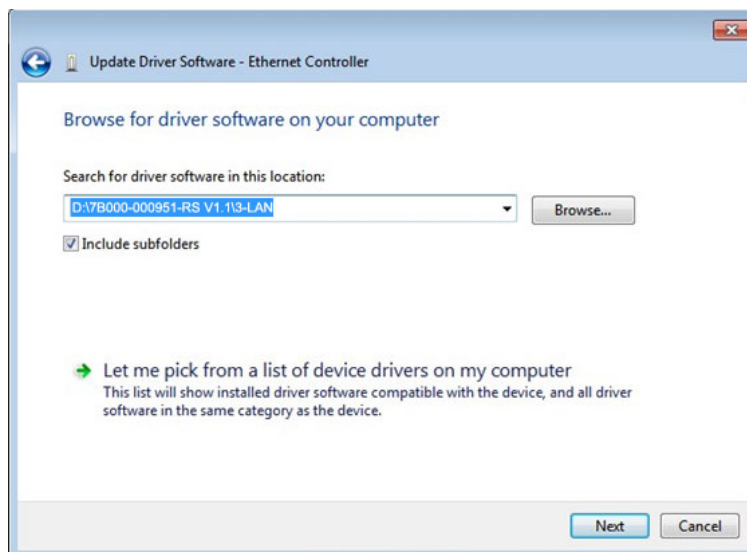 Update Driver Software - Ethernet Controller
Browse for driver software on your computer
Search for driver software in this location:
D:\7B000-000951-RS V1.1\3-LAN
Browse...
Include subfolders
Let me pick from a list of device drivers on my computer
This list will show installed driver software compatible with the device, and all driver
software in the same category as the device.
Next
Cancel